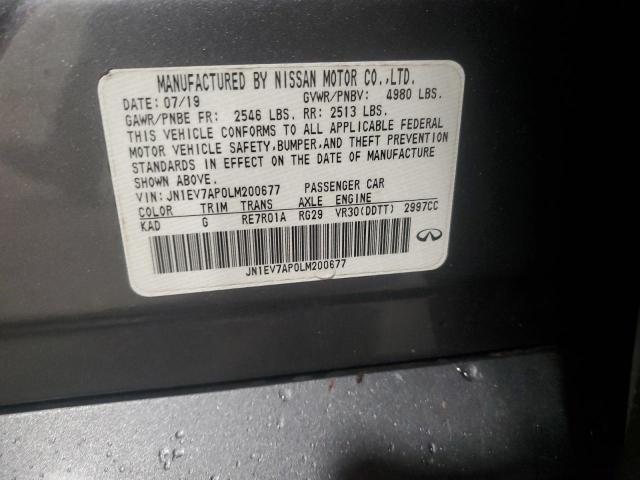 MANUFACTURED BY NISSAN MOTOR CO.,LTD.
DATE: 07/19 GVWR/PNBV: 4980 LBS.
GAWR/PNBE FR: 2546 LBS. RR: 2513 LBS.
THIS VEHICLE CONFORMS TO ALL APPLICABLE FEDERAL
MOTOR VEHICLE SAFETY,BUMPER,AND THEFT PREVENTION
STANDARDS IN EFFECT ON THE DATE OF MANUFACTURE
SHOWN ABOVE.
VIN: JN1EV7AP0LM200677 PASSENGER CAR
COLOR TRIM TRANS AXLE ENGINE
KAD G RE7R01A RG29 VR30(DDTT) 2997CC
JN1EV7AP0LM200677